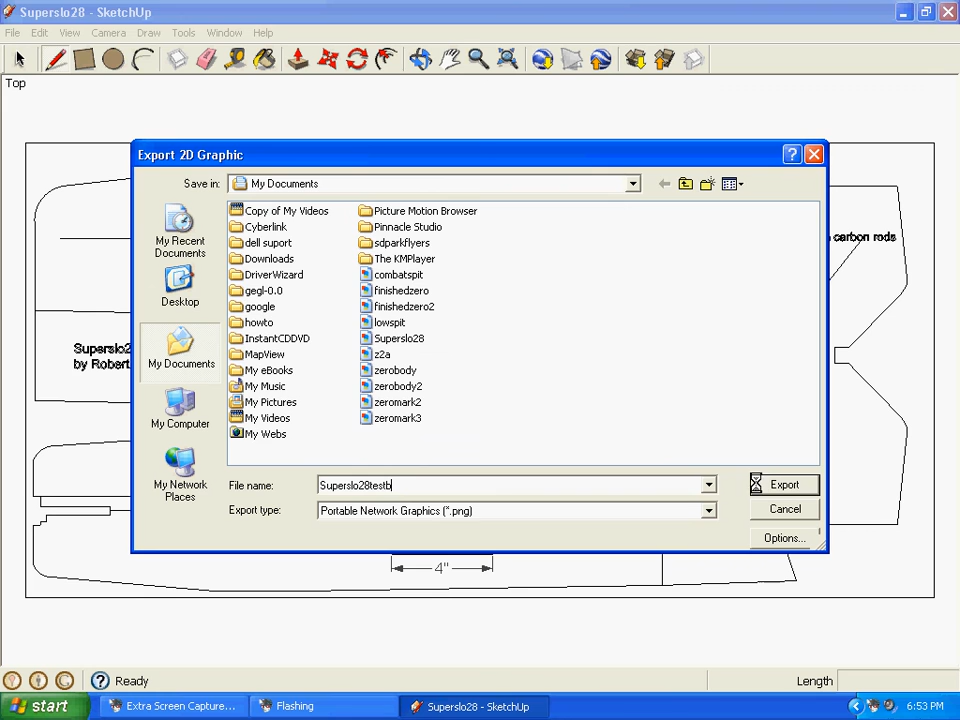 Superslo28 - SketchUp
File Edit View Camera Draw Tools Window Help
Top
Export 2D Graphic
Save in: My Documents
My Recent Documents
Desktop
My Documents
My Computer
My Network Places
Copy of My Videos
Cyberlink
dell suport
Downloads
DriverWizard
gegl-0.0
google
howto
InstantCDDVD
MapView
My eBooks
My Music
My Pictures
My Videos
My Webs
Picture Motion Browser
Pinnacle Studio
sdparkflyers
The KMPlayer
combatspit
finishedzero
finishedzero2
lowspit
Superslo28
z2a
zerobody
zerobody2
zeromark2
zeromark3
File name: Superslo28testb
Export type: Portable Network Graphics (*.png)
Export
Cancel
Options...
carbon rods
Superslo2
by Robert
4"
Ready
Length
start
Extra Screen Capture...
Flashing
Superslo28 - SketchUp
6:53 PM